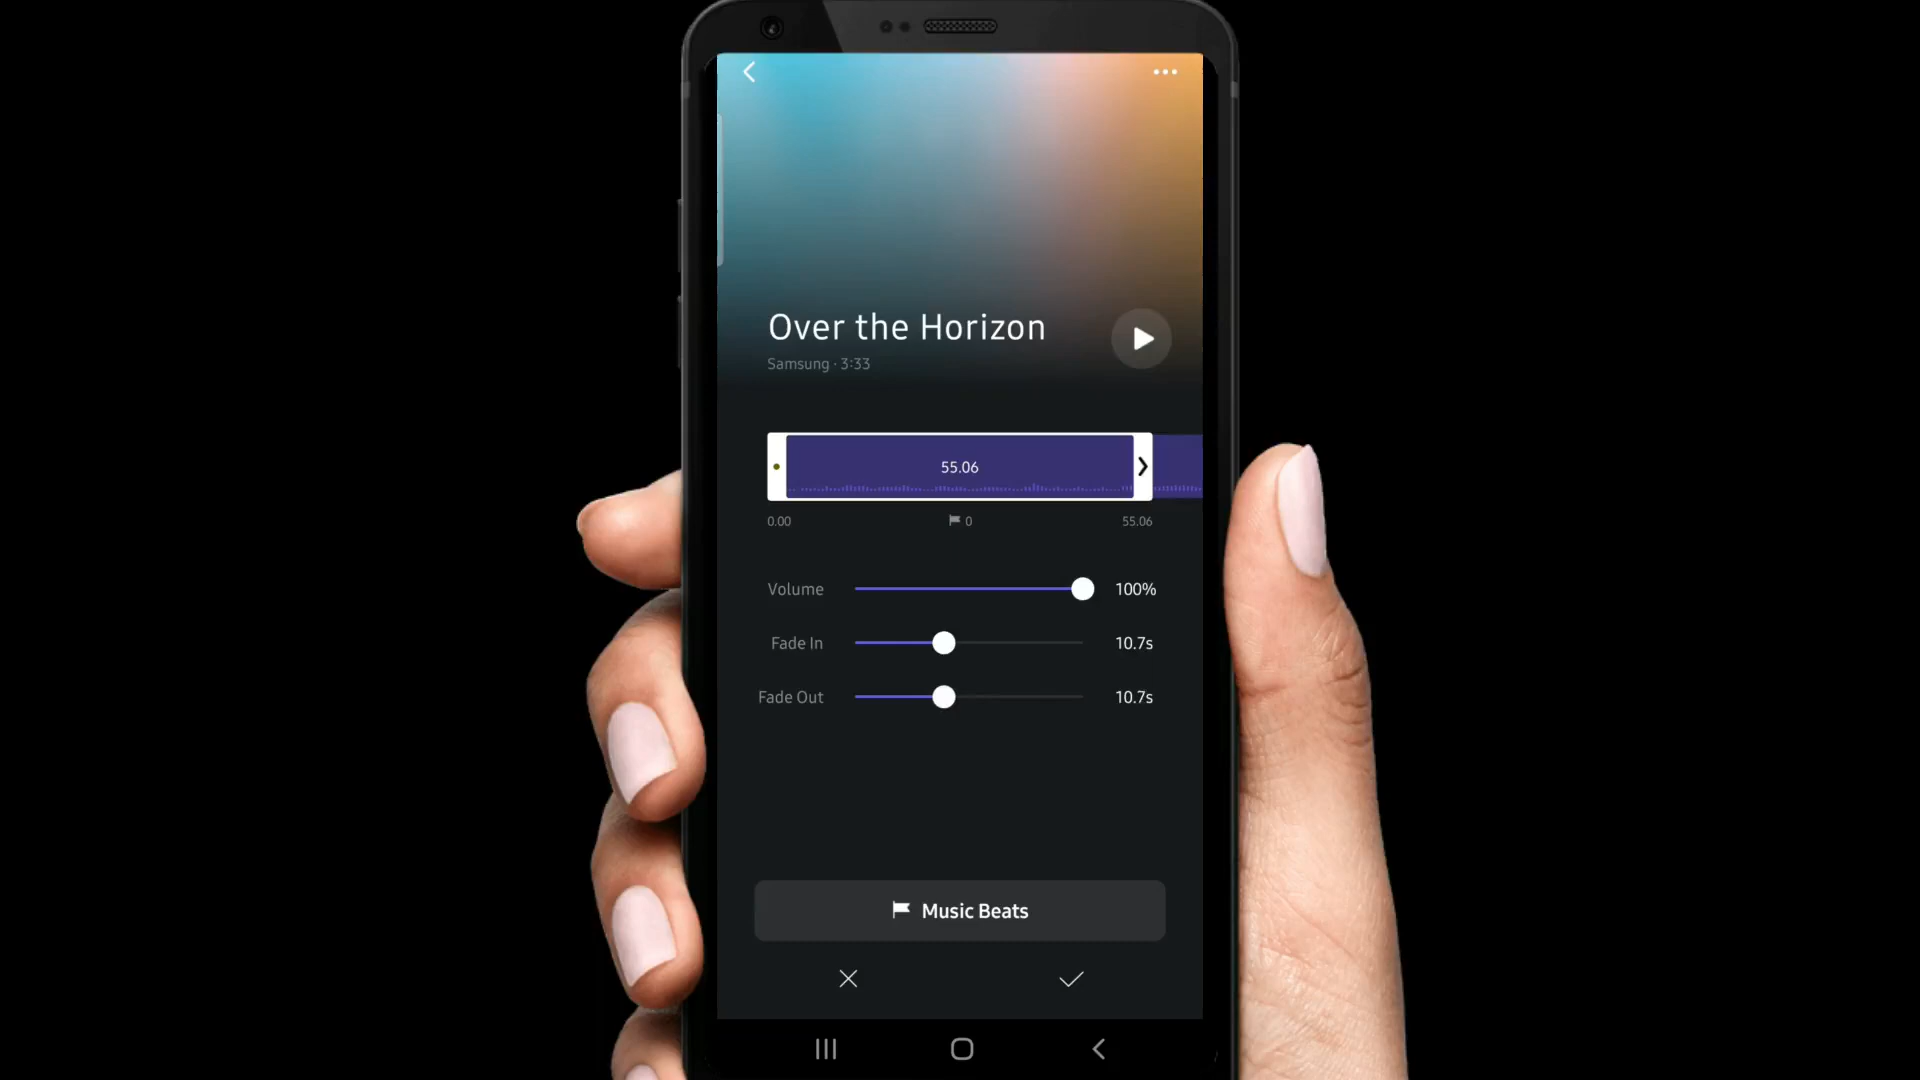 Over the Horizon
Samsung · 3:33
55.06
0.00 0 55.06
Volume 100%
Fade In 10.7s
Fade Out 10.7s
Music Beats